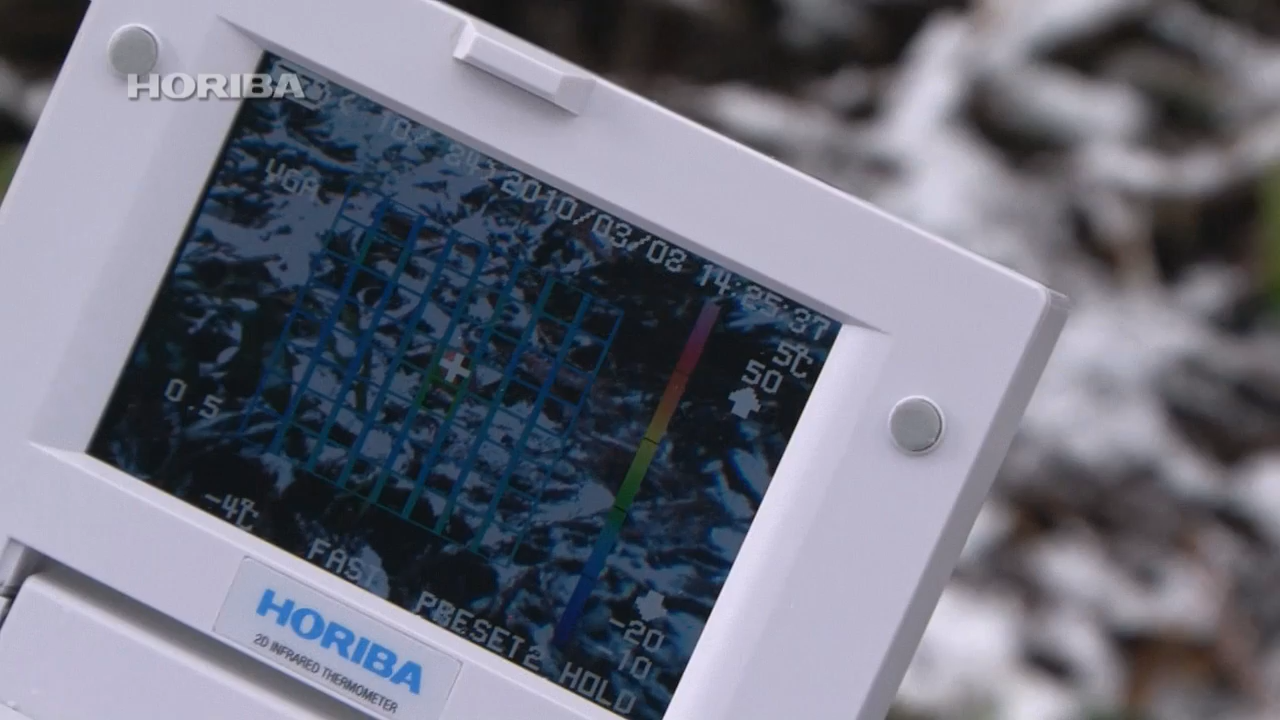 HORIBA
2010/03/08 14:25:37
VGA
5℃
50
0.5
-4℃
FAST
PRESET2
HOLD
-20
10
HORIBA
2D INFRARED THERMOMETER